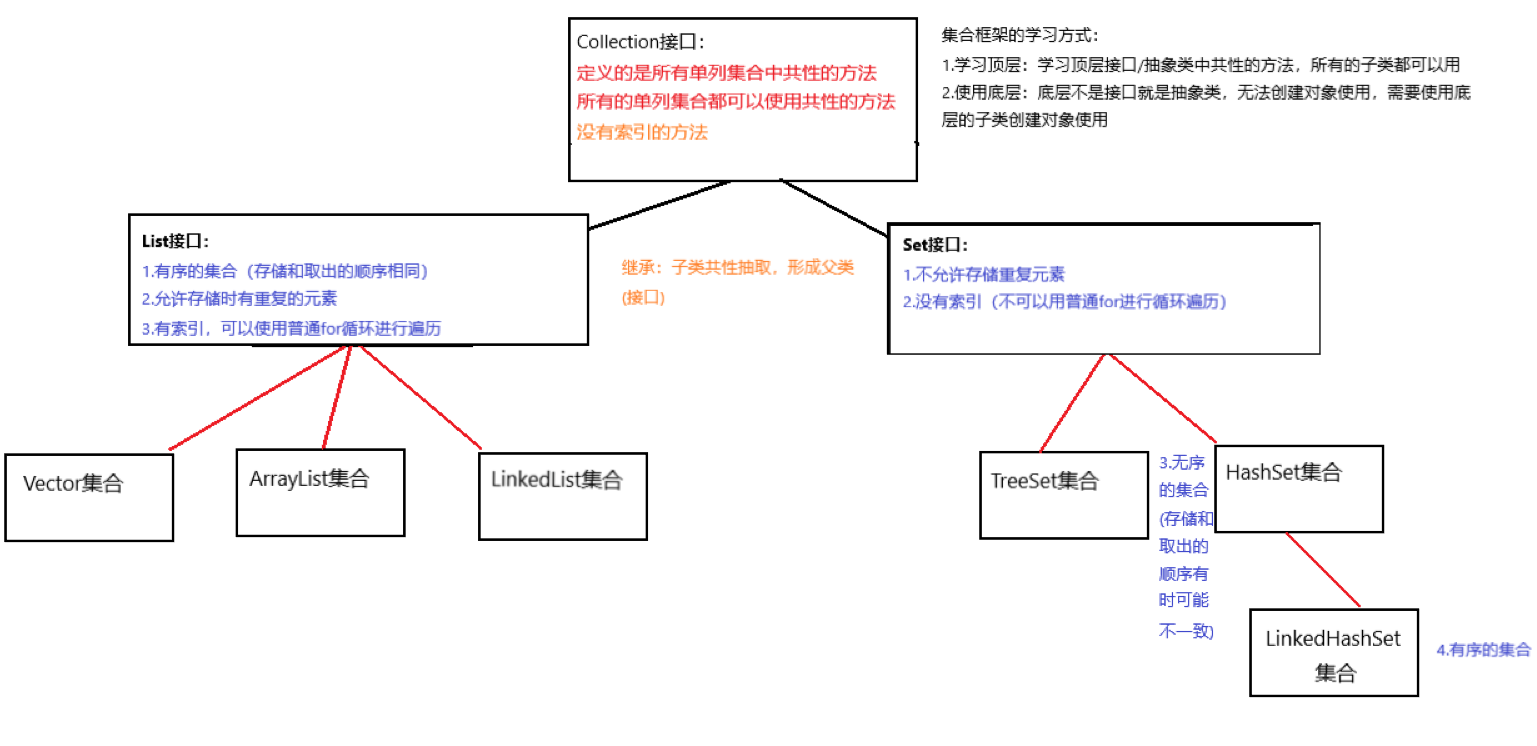 Collection接口：
定义的是所有单列集合中共性的方法
所有的单列集合都可以使用共性的方法
没有索引的方法
集合框架的学习方式：
1.学习顶层：学习顶层接口/抽象类中共性的方法，所有的子类都可以用
2.使用底层：底层不是接口就是抽象类，无法创建对象使用，需要使用底
层的子类创建对象使用
List接口：
1.有序的集合（存储和取出的顺序相同）
2.允许存储时有重复的元素
3.有索引，可以使用普通for循环进行遍历
继承：子类共性抽取，形成父类
(接口)
Set接口：
1.不允许存储重复元素
2.没有索引（不可以用普通for进行循环遍历）
Vector集合
ArrayList集合
LinkedList集合
TreeSet集合
3.无序
的集合
(存储和
取出的
顺序有
时可能
不一致)
HashSet集合
LinkedHashSet
集合
4.有序的集合